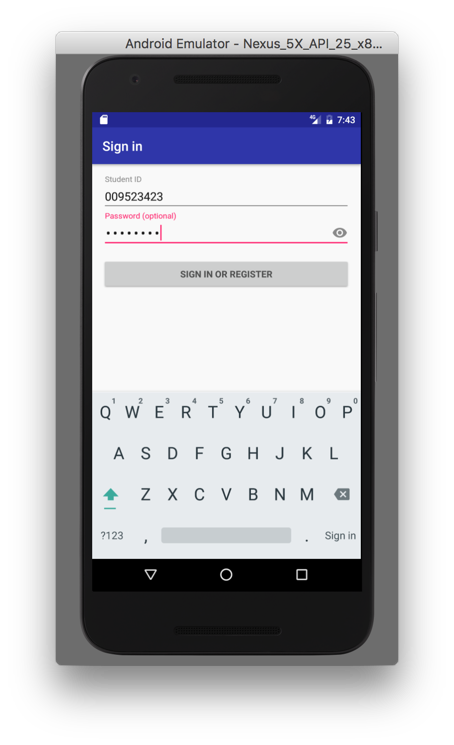 Android Emulator - Nexus_5X_API_25_x8...
4G 7:43
Sign in
Student ID
009523423
Password (optional)
••••••••
SIGN IN OR REGISTER
1 2 3 4 5 6 7 8 9 0
Q W E R T Y U I O P
A S D F G H J K L
Z X C V B N M
?123 , . Sign in